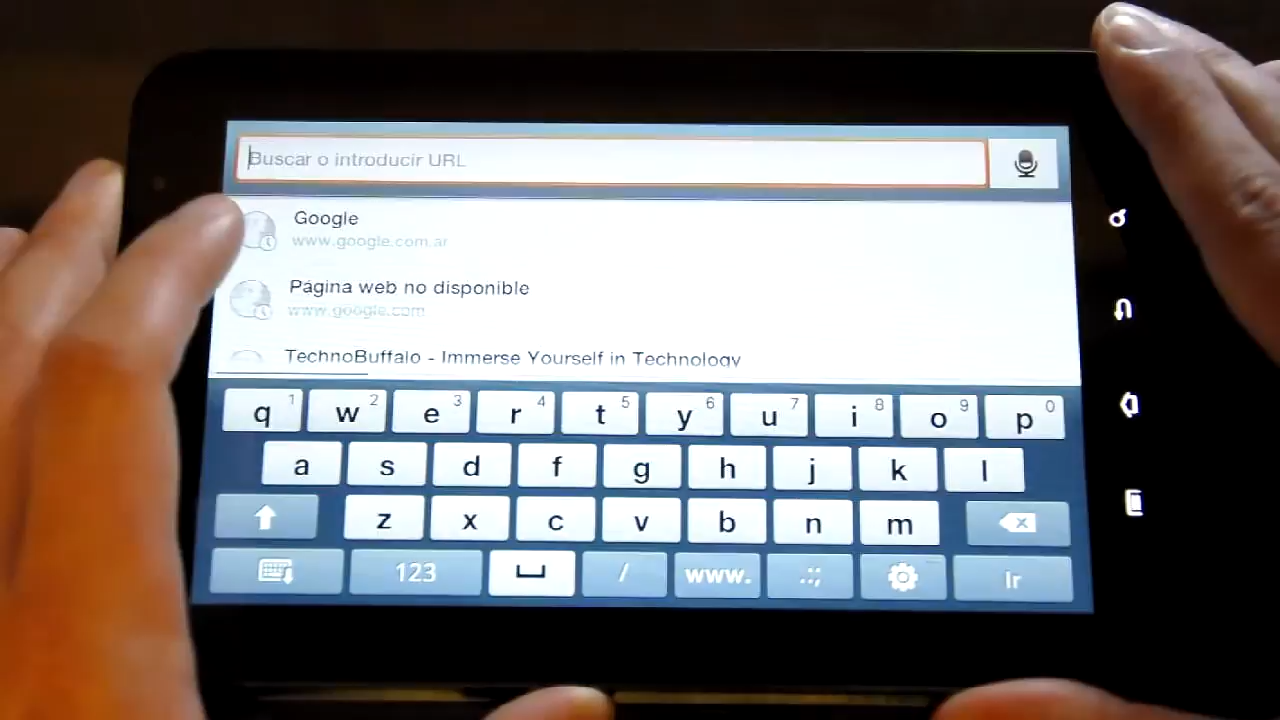 Buscar o introducir URL
Google
www.google.com.ar
Página web no disponible
www.google.com
TechnoBuffalo - Immerse Yourself in Technology
q 1 w 2 e 3 r 4 t 5 y 6 u 7 i 8 o 9 p 0
a s d f g h j k l
z x c v b n m
123 / www. .:; Ir